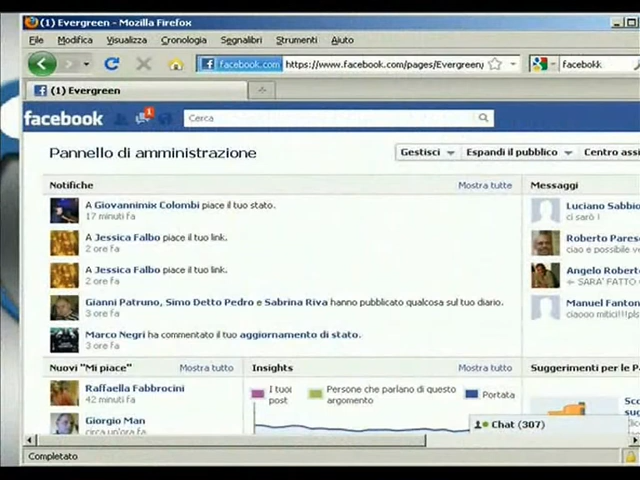 (1) Evergreen - Mozilla Firefox
File Modifica Visualizza Cronologia Segnalibri Strumenti Aiuto
facebook.com https://www.facebook.com/pages/Evergreen, facebokk
(1) Evergreen
facebook 1 Cerca
Pannello di amministrazione Gestisci Espandi il pubblico Centro assi
Notifiche Mostra tutte Messaggi
A Giovannimix Colombi piace il tuo stato.
17 minuti fa
A Jessica Falbo piace il tuo link.
2 ore fa
A Jessica Falbo piace il tuo link.
2 ore fa
Gianni Patruno, Simo Detto Pedro e Sabrina Riva hanno pubblicato qualcosa sul tuo diario.
3 ore fa
Marco Negri ha commentato il tuo aggiornamento di stato.
3 ore fa
Luciano Sabbio
ci sarò !
Roberto Pares
ciao e possibile v
Angelo Robert
SARA' FATTO
Manuel Fanton
ciaooo mitici!!!pls
Nuovi "Mi piace" Mostra tutto Insights Mostra tutto Suggerimenti per le P
Raffaella Fabbrocini
42 minuti fa
Giorgio Man
circa un'ora fa
I tuoi post
Persone che parlano di questo argomento
Portata
Sco
sug
Chat (307)
Completato